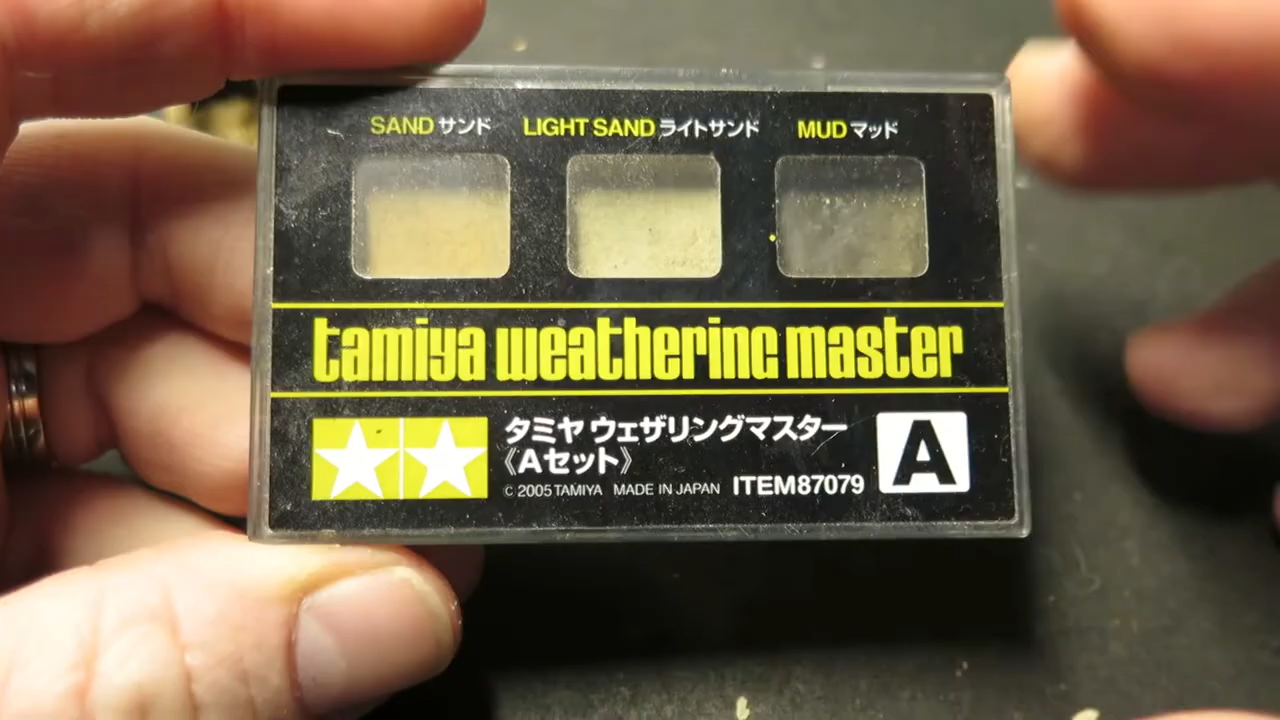 SAND サンド LIGHT SAND ライトサンド MUD マッド
tamiya weathering master
タミヤ ウェザリングマスター
《Aセット》
© 2005 TAMIYA MADE IN JAPAN ITEM87079
A